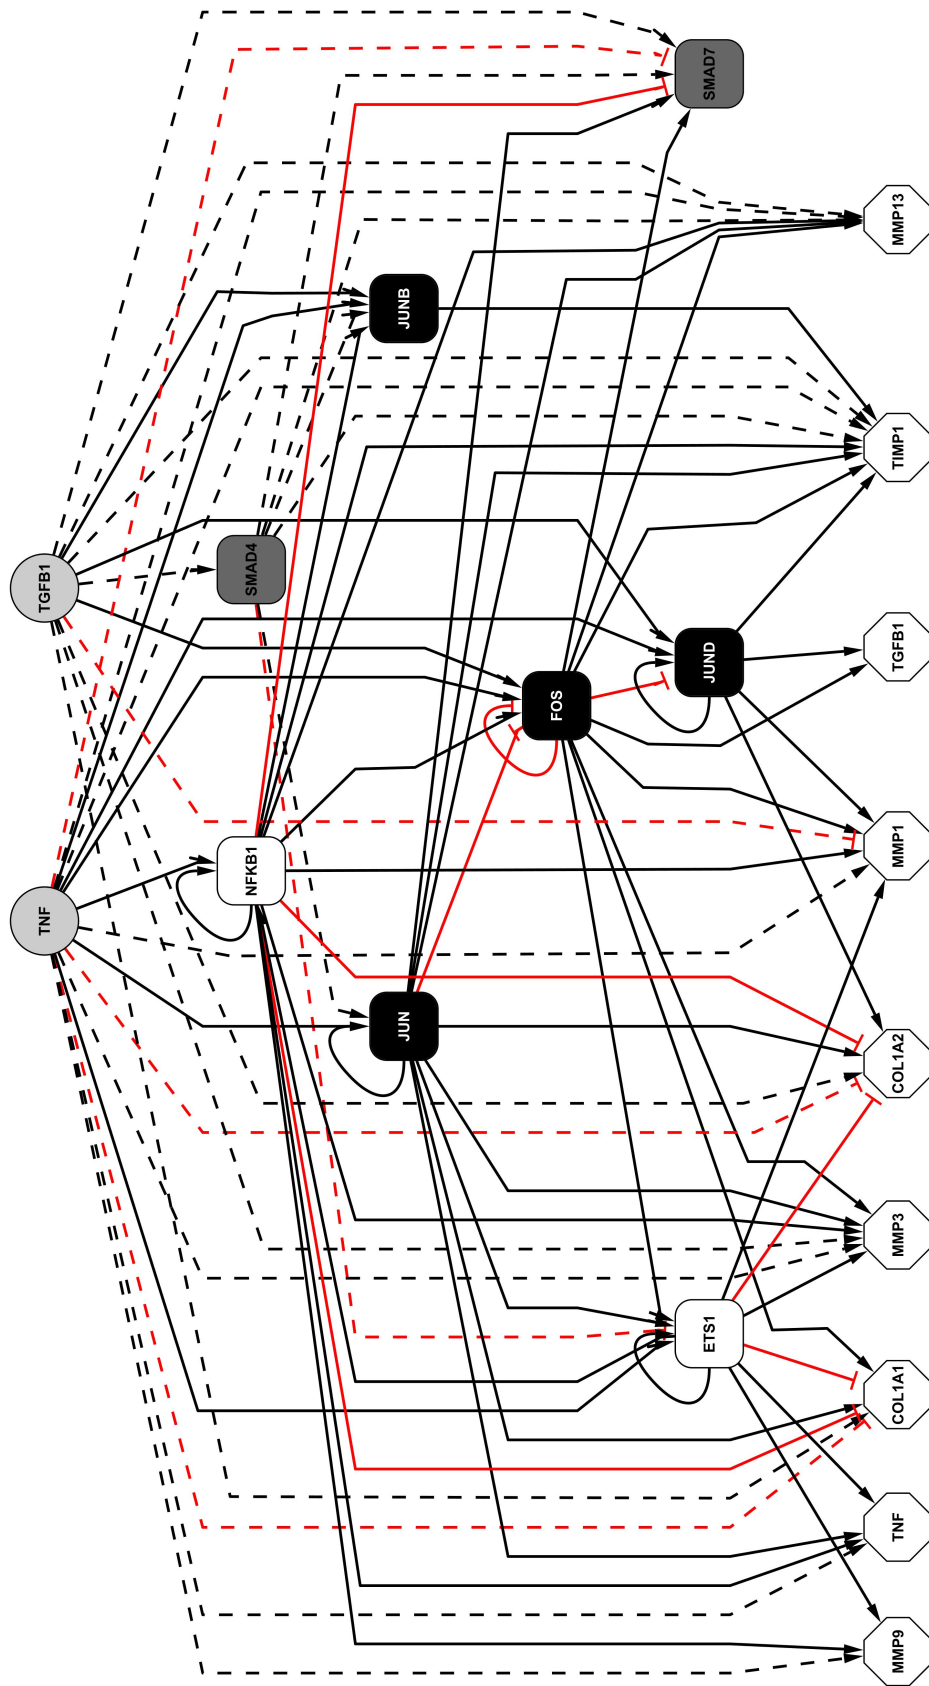 TNF
TGFB1
NFKB1
SMAD4
JUN
JUNB
FOS
ETS1
JUND
SMAD7
MMP9
TNF
COL1A1
MMP3
COL1A2
MMP1
TGFB1
TIMP1
MMP13